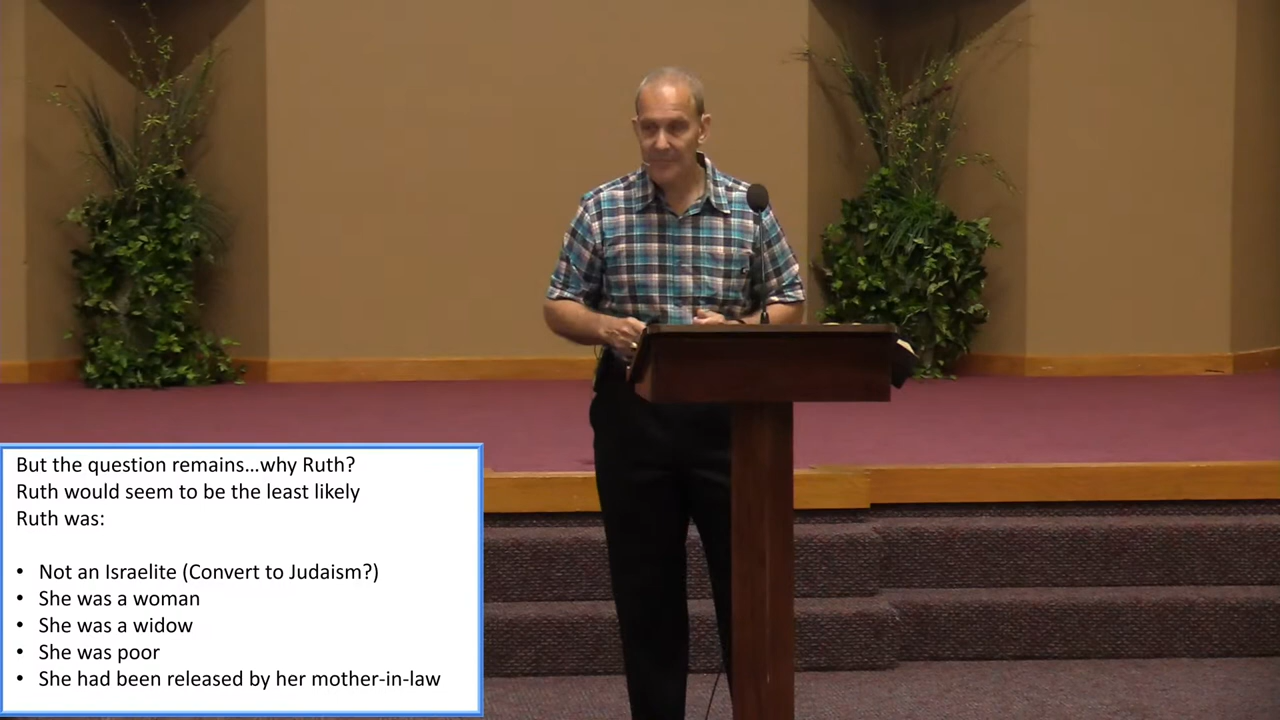 But the question remains…why Ruth?
Ruth would seem to be the least likely
Ruth was:
• Not an Israelite (Convert to Judaism?)
• She was a woman
• She was a widow
• She was poor
• She had been released by her mother-in-law